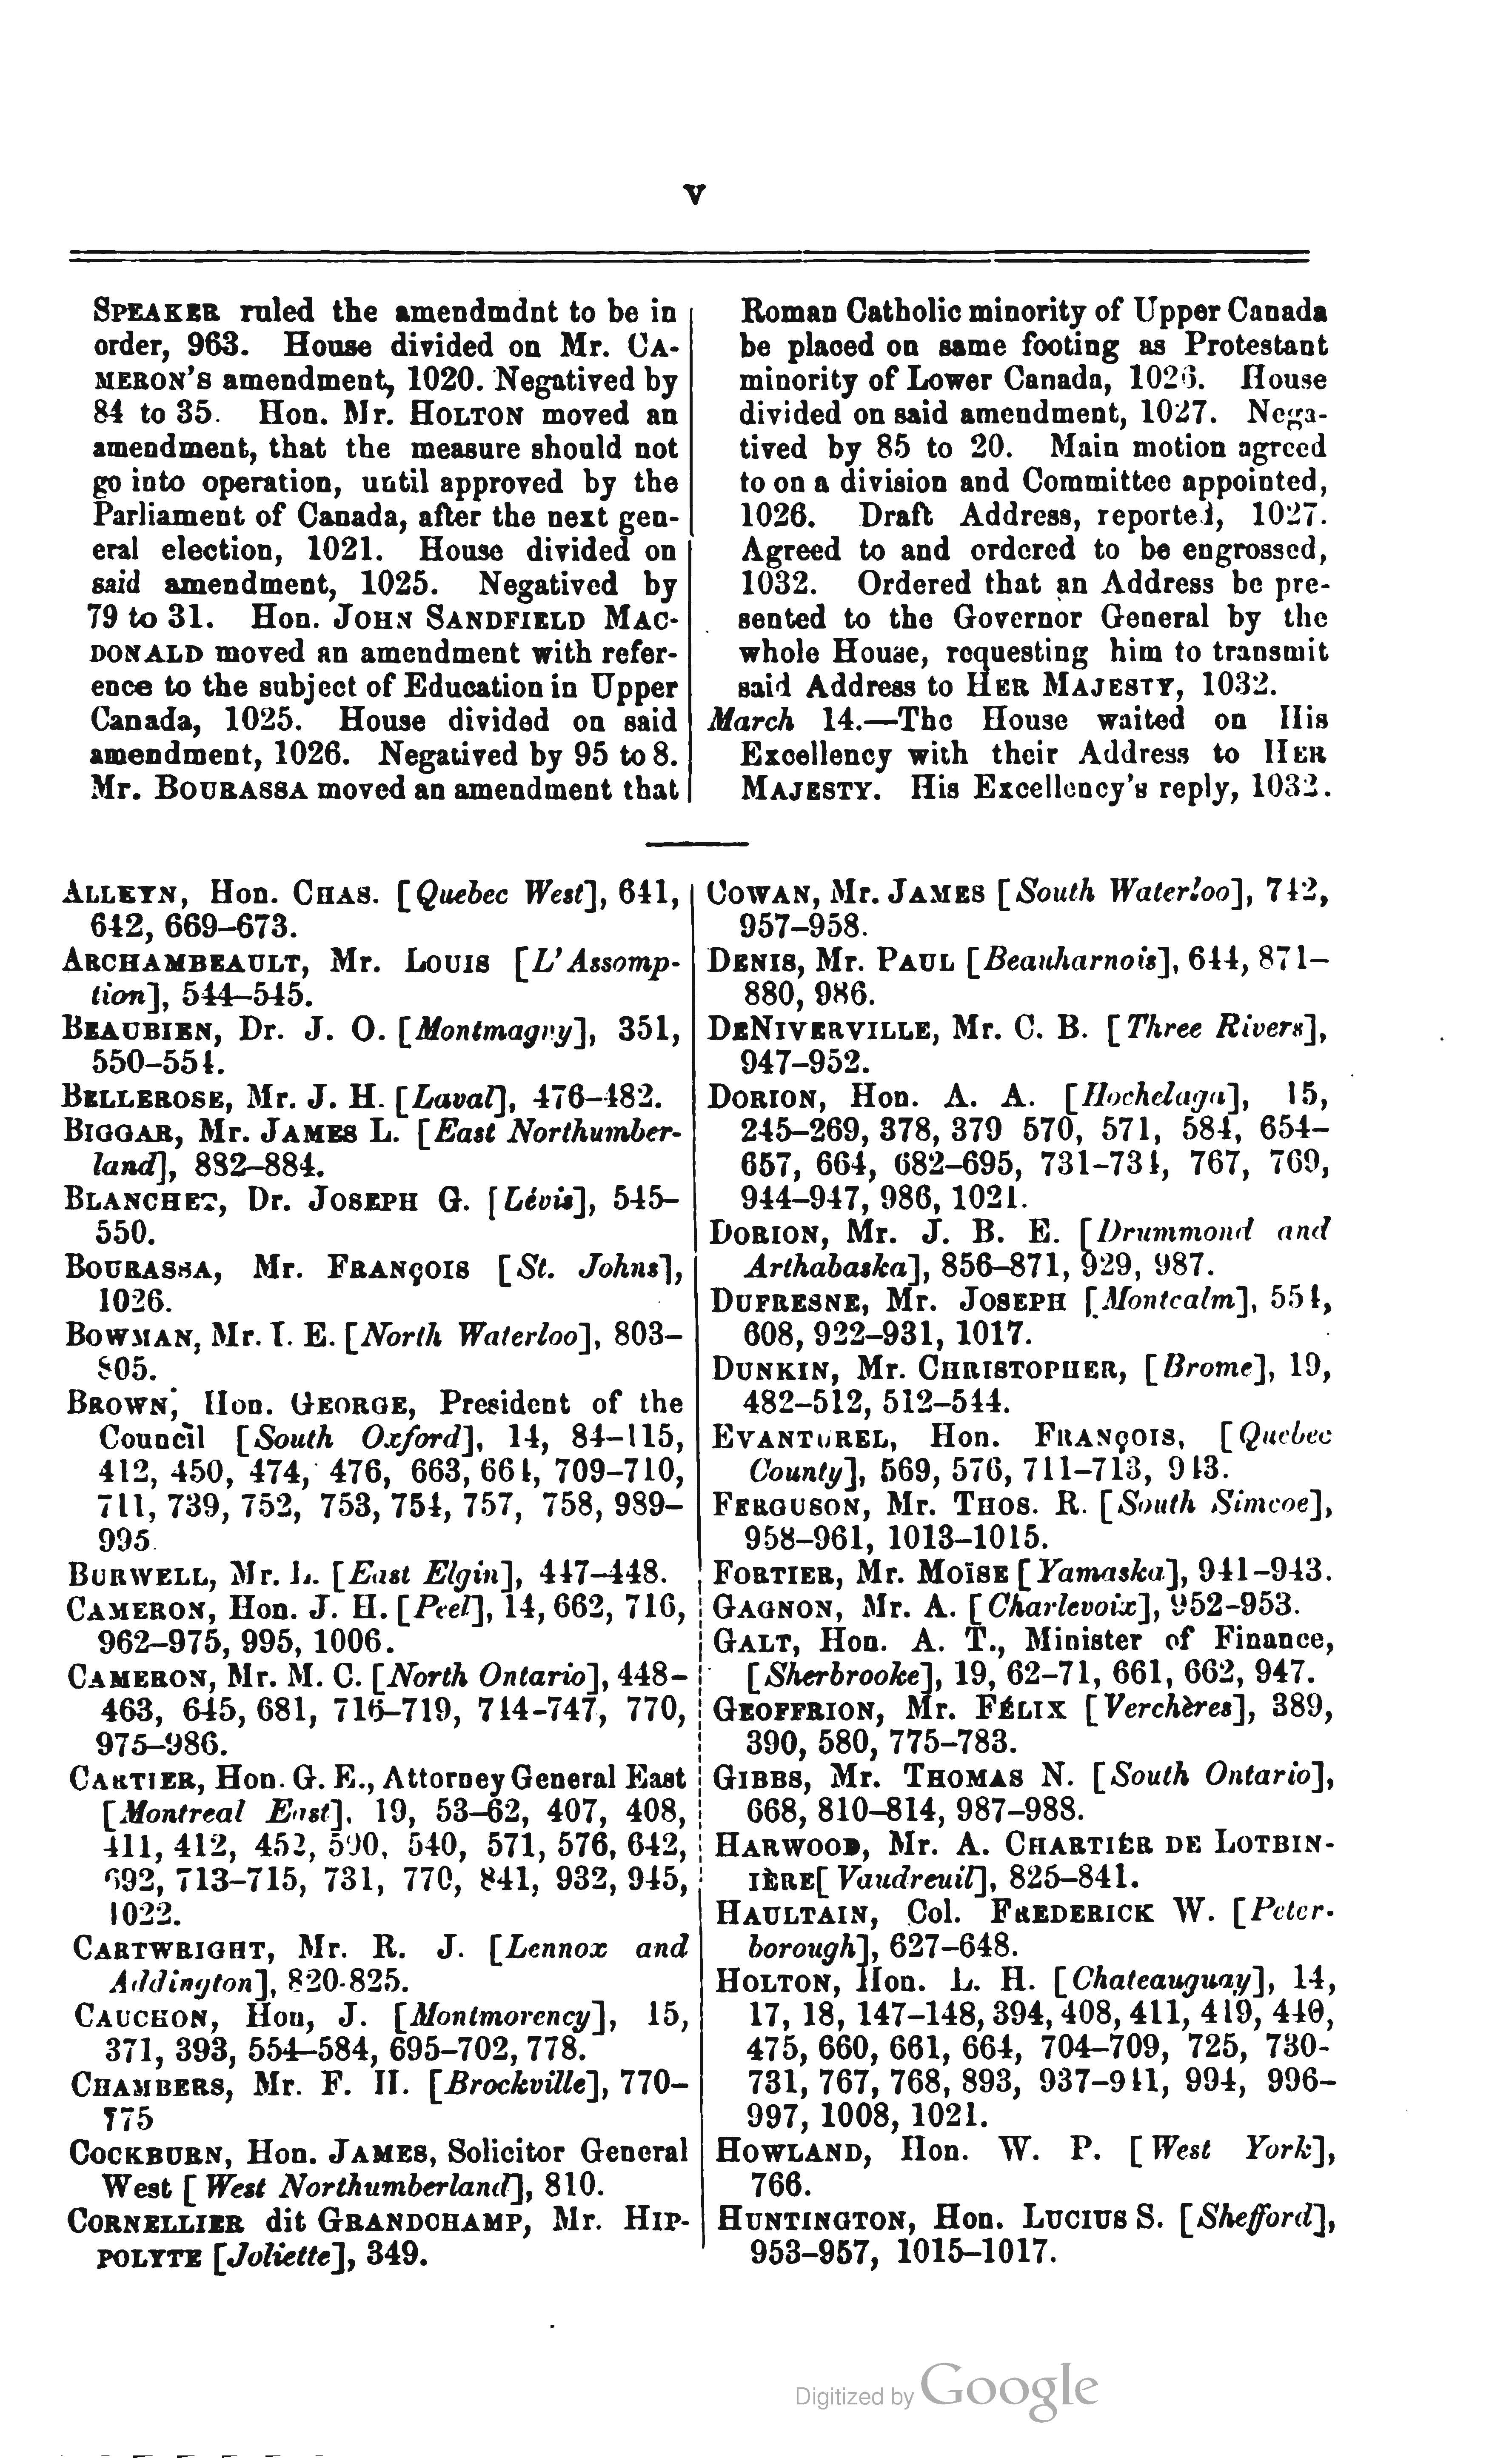 v
SPEAKER ruled the amendmdnt to be in
order, 963. House divided on Mr. CA-
MERON'S amendment, 1020. Negatived by
84 to 35. Hon. Mr. HOLTON moved an
amendment, that the measure should not
go into operation, until approved by the
Parliament of Canada, after the next gen-
eral election, 1021. House divided on
said amendment, 1025. Negatived by
79 to 31. Hon. JOHN SANDFIELD MAC-
DONALD moved an amendment with refer-
ence to the subject of Education in Upper
Canada, 1025. House divided on said
amendment, 1026. Negatived by 95 to 8.
Mr. BOURASSA moved an amendment that
Roman Catholic minority of Upper Canada
be placed on same footing as Protestant
minority of Lower Canada, 1026. House
divided on said amendment, 1027. Nega-
tived by 85 to 20. Main motion agreed
to on a division and Committee appointed,
1026. Draft Address, reported, 1027.
Agreed to and ordered to be engrossed,
1032. Ordered that an Address be pre-
sented to the Governor General by the
whole House, requesting him to transmit
said Address to HER MAJESTY, 1032.
March 14.—The House waited on His
Excellency with their Address to HER
MAJESTY. His Excellency's reply, 1032.
ALLEYN, Hon. CHAS. [Quebec West], 641,
642, 669–673.
ARCHAMBEAULT, Mr. LOUIS [L'Assomp-
tion], 544–545.
BEAUBIEN, Dr. J. O. [Montmagny], 351,
550–554.
BELLEROSE, Mr. J. H. [Laval], 476–482.
BIGGAR, Mr. JAMES L. [East Northumber-
land], 882–884.
BLANCHET, Dr. JOSEPH G. [Lévis], 545–
550.
BOURASSA, Mr. FRANÇOIS [St. Johns],
1026.
BOWMAN, Mr. I. E. [North Waterloo], 803–
805.
BROWN, Hon. GEORGE, President of the
Council [South Oxford], 14, 84–115,
412, 450, 474, 476, 663, 664, 709–710,
711, 739, 752, 753, 754, 757, 758, 989–
995.
BURWELL, Mr. L. [East Elgin], 447–448.
CAMERON, Hon. J. H. [Peel], 14, 662, 716,
962–975, 995, 1006.
CAMERON, Mr. M. C. [North Ontario], 448–
463, 645, 681, 716–719, 744–747, 770,
975–986.
CARTIER, Hon. G. E., Attorney General East
[Montreal East], 19, 53–62, 407, 408,
411, 412, 452, 500, 540, 571, 576, 642,
692, 713–715, 731, 770, 841, 932, 945,
1022.
CARTWRIGHT, Mr. R. J. [Lennox and
Addington], 820-825.
CAUCHON, Hon, J. [Montmorency], 15,
371, 393, 554–584, 695–702, 778.
CHAMBERS, Mr. F. H. [Brockville], 770–
775
COCKBURN, Hon. JAMES, Solicitor General
West [West Northumberland], 810.
CORNELLIER dit GRANDCHAMP, Mr. HIP-
POLYTE [Joliette], 349.
COWAN, Mr. JAMES [South Waterloo], 742,
957–958.
DENIS, Mr. PAUL [Beauharnois], 644, 871–
880, 986.
DENIVERVILLE, Mr. C. B. [Three Rivers],
947–952.
DORION, Hon. A. A. [Hochelaga], 15,
245–269, 378, 379 570, 571, 584, 654–
657, 664, 682–695, 731–734, 767, 769,
944–947, 986, 1021.
DORION, Mr. J. B. E. [Drummond and
Arthabaska], 856–871, 929, 987.
DUFRESNE, Mr. JOSEPH [Montcalm], 554,
608, 922–931, 1017.
DUNKIN, Mr. CHRISTOPHER, [Brome], 19,
482–512, 512–544.
EVANTUREL, Hon. FRANÇOIS, [Quebec
County], 569, 576, 711–713, 943.
FERGUSON, Mr. THOS. R. [South Simcoe],
958–961, 1013–1015.
FORTIER, Mr. MOÏSE [Yamaska], 941–943.
GAGNON, Mr. A. [Charlevoix], 952–953.
GALT, Hon. A. T., Minister of Finance,
[Sherbrooke], 19, 62–71, 661, 662, 947.
GEOFFRION, Mr. FÉLIX [Verchères], 389,
390, 580, 775–783.
GIBBS, Mr. THOMAS N. [South Ontario],
668, 810–814, 987–988.
HARWOOD, Mr. A. CHARTIER DE LOTBIN-
IÈRE[Vaudreuil], 825–841.
HAULTAIN, Col. FREDERICK W. [Peter-
borough], 627–648.
HOLTON, Hon. L. H. [Chateauguay], 14,
17, 18, 147–148, 394, 408, 411, 419, 440,
475, 660, 661, 664, 704–709, 725, 730-
731, 767, 768, 893, 937–941, 994, 996–
997, 1008, 1021.
HOWLAND, Hon. W. P. [West York],
766.
HUNTINGTON, Hon. LUCIUS S. [Shefford],
953–957, 1015–1017.
Digitized by Google